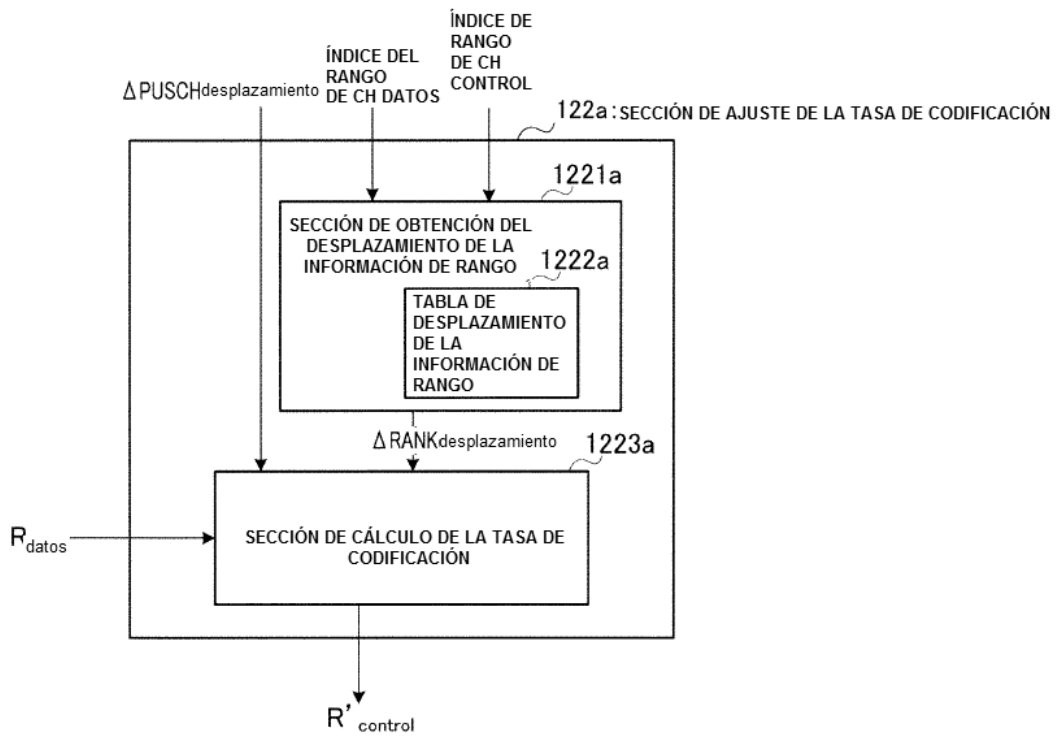 ÍNDICE DE
RANGO
DE CH
CONTROL
ÍNDICE DEL
RANGO
DE CH DATOS
Δ PUSCHdesplazamiento
122a: SECCIÓN DE AJUSTE DE LA TASA DE CODIFICACIÓN
1221a
SECCIÓN DE OBTENCIÓN DEL
DESPLAZAMIENTO DE LA
INFORMACIÓN DE RANGO
1222a
TABLA DE
DESPLAZAMIENTO
DE LA
INFORMACIÓN DE
RANGO
Δ RANKdesplazamiento
1223a
Rdatos
SECCIÓN DE CÁLCULO DE LA TASA DE
CODIFICACIÓN
R'control